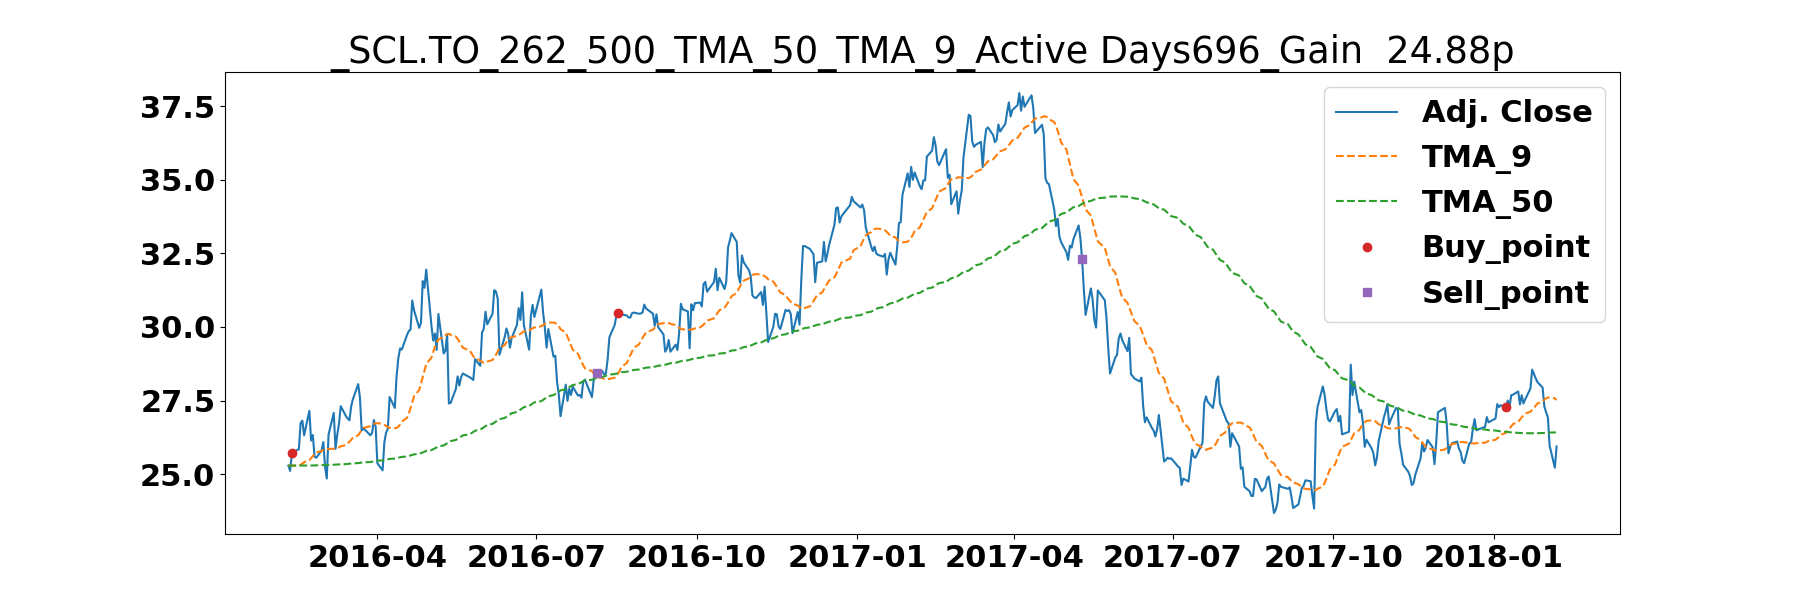 _SCL.TO_262_500_TMA_50_TMA_9_Active Days696_Gain  24.88p
37.5
35.0
32.5
30.0
27.5
25.0
2016-04 2016-07 2016-10 2017-01 2017-04 2017-07 2017-10 2018-01
Adj. Close
TMA_9
TMA_50
Buy_point
Sell_point